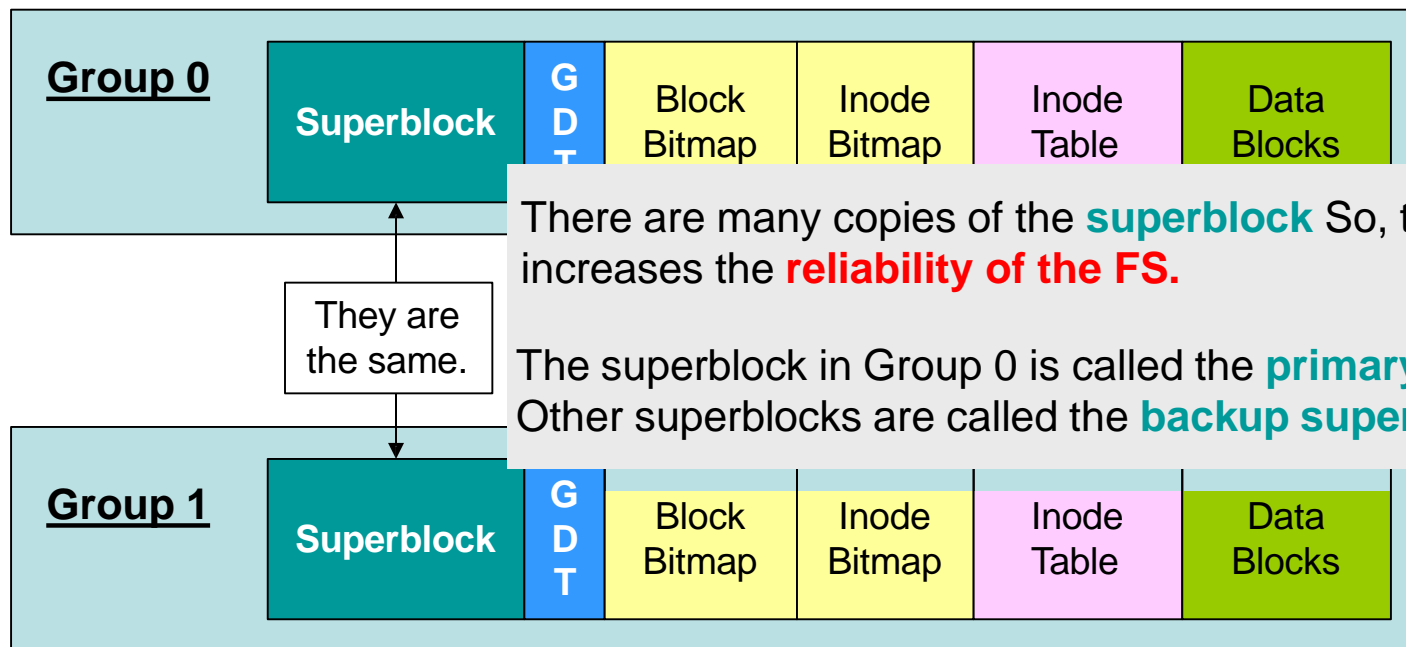 Group 0
Superblock
G
D
T
Block
Bitmap
Inode
Bitmap
Inode
Table
Data
Blocks
There are many copies of the superblock So,
increases the reliability of the FS.
They are
the same.
The superblock in Group 0 is called the primary
Other superblocks are called the backup
Group 1
Superblock
G
D
T
Block
Bitmap
Inode
Bitmap
Inode
Table
Data
Blocks